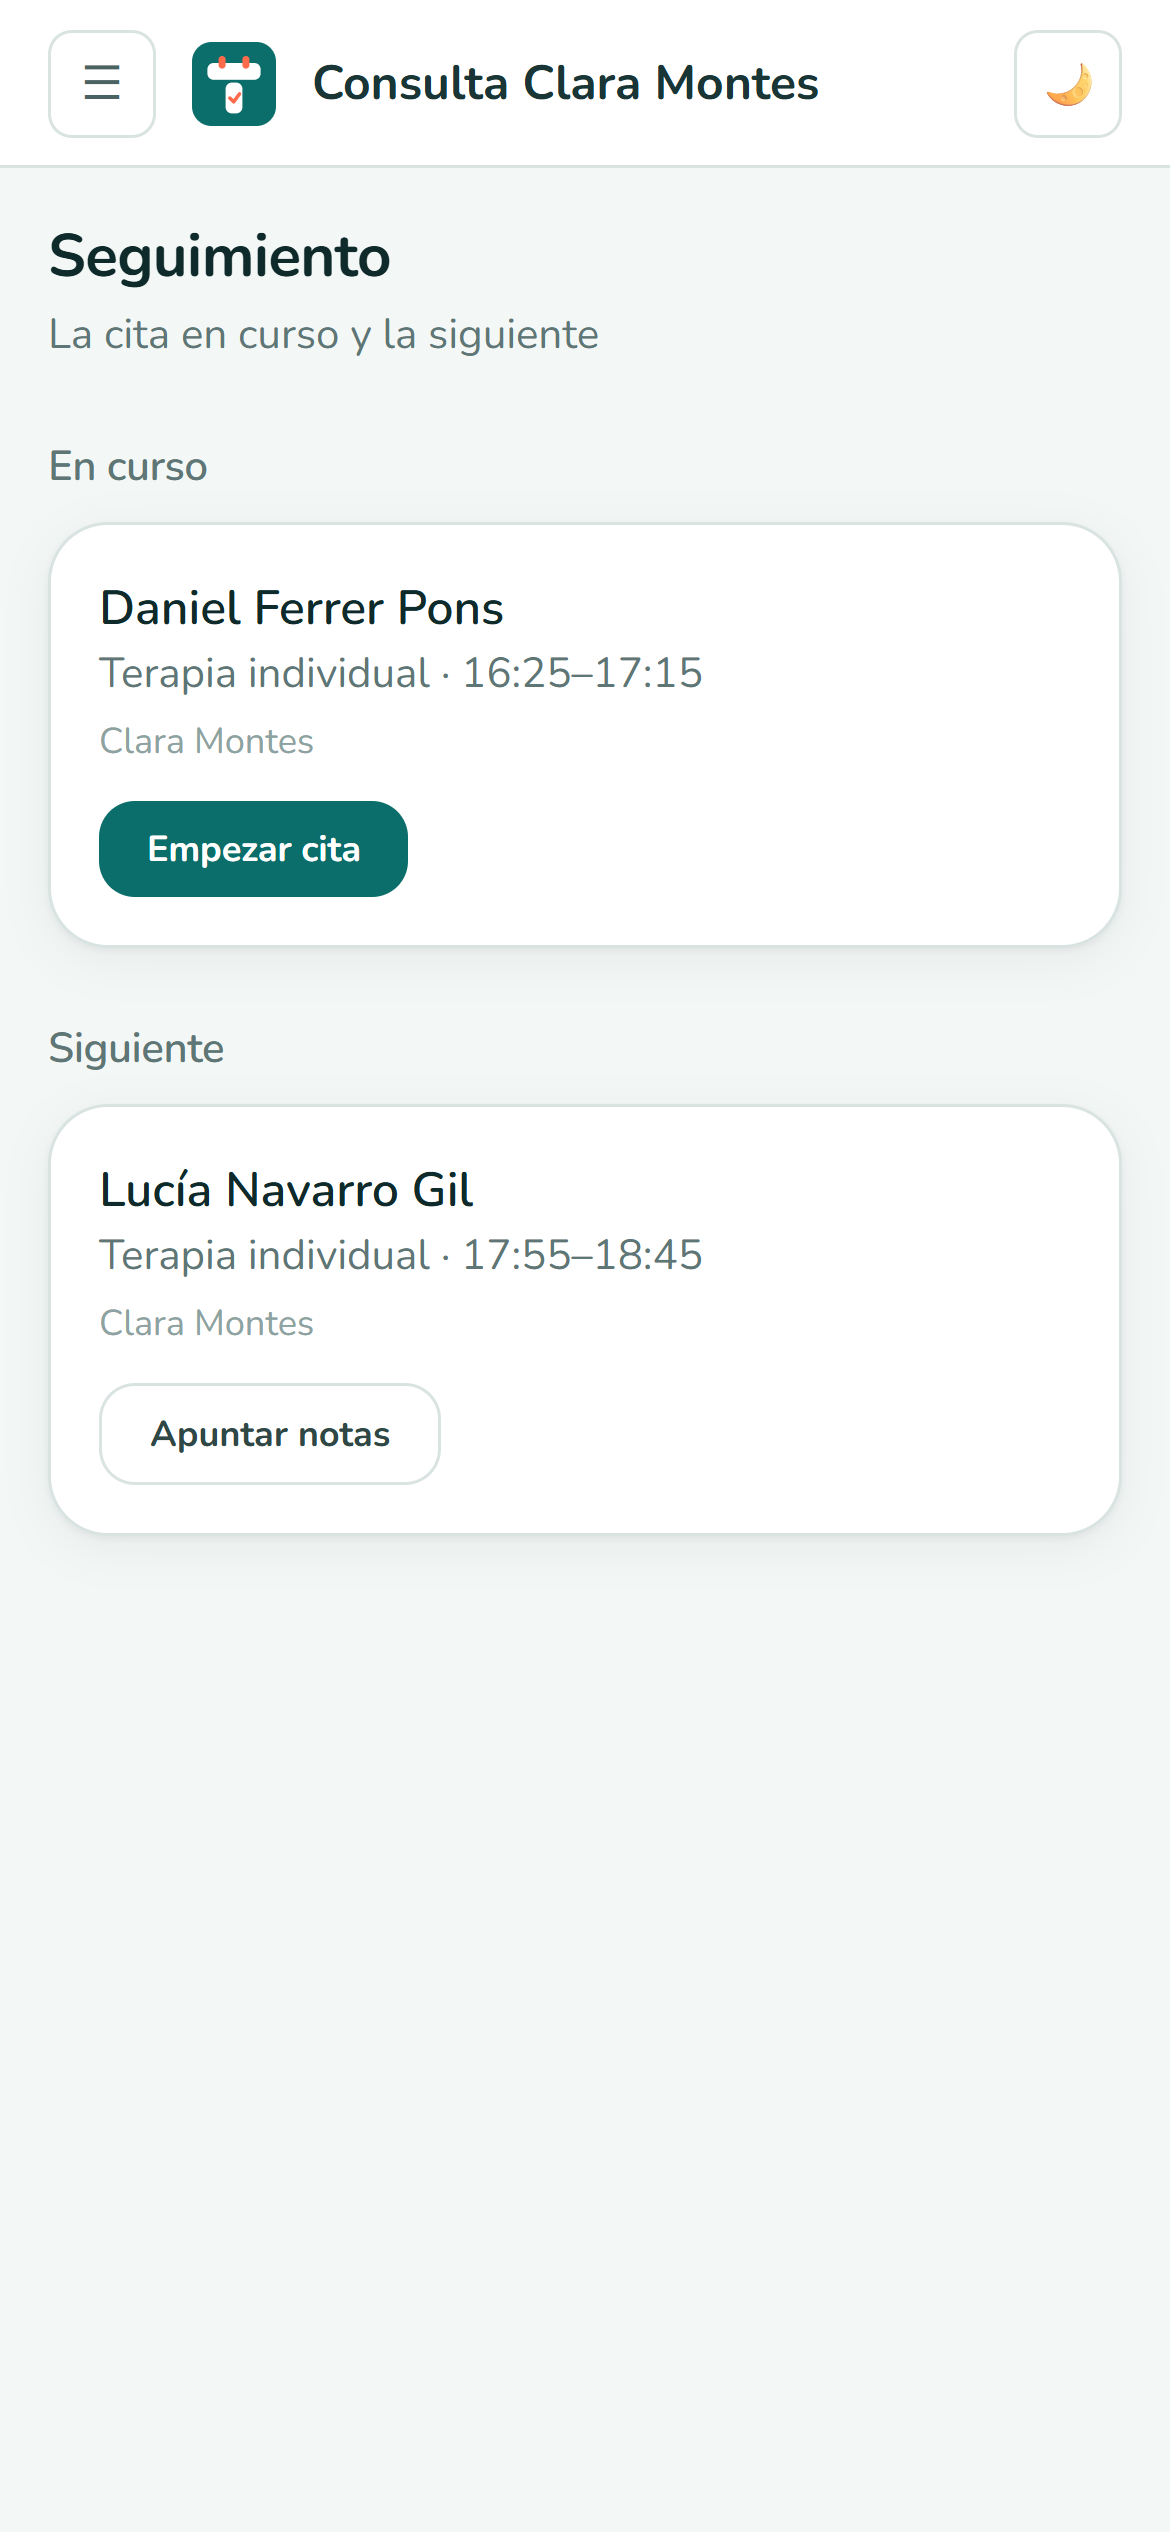 Consulta Clara Montes
Seguimiento
La cita en curso y la siguiente
En curso
Daniel Ferrer Pons
Terapia individual · 16:25–17:15
Clara Montes
Empezar cita
Siguiente
Lucía Navarro Gil
Terapia individual · 17:55–18:45
Clara Montes
Apuntar notas